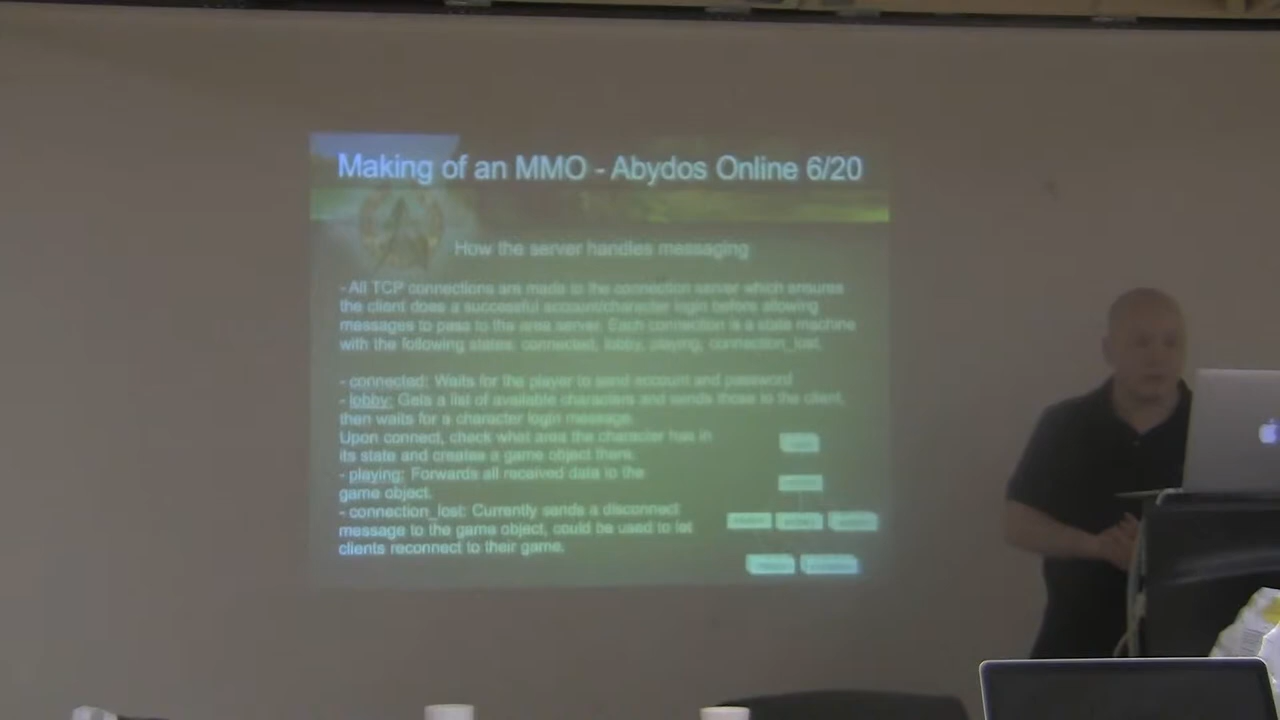 Making of an MMO - Abydos Online 6/20
How the server handles messaging
- All TCP connections are made to the connection server which ensures
the client does a successful account/character login before allowing
messages to pass to the area server. Each connection is a state machine
with the following states: connected, lobby, playing, connection_lost.
- connected: Waits for the player to send account and password
- lobby: Gets a list of available characters and sends those to the client,
then waits for a character login message.
Upon connect, check what area the character has in
its state and creates a game object there.
- playing: Forwards all received data to the
game object.
- connection_lost: Currently sends a disconnect
message to the game object, could be used to let
clients reconnect to their game.